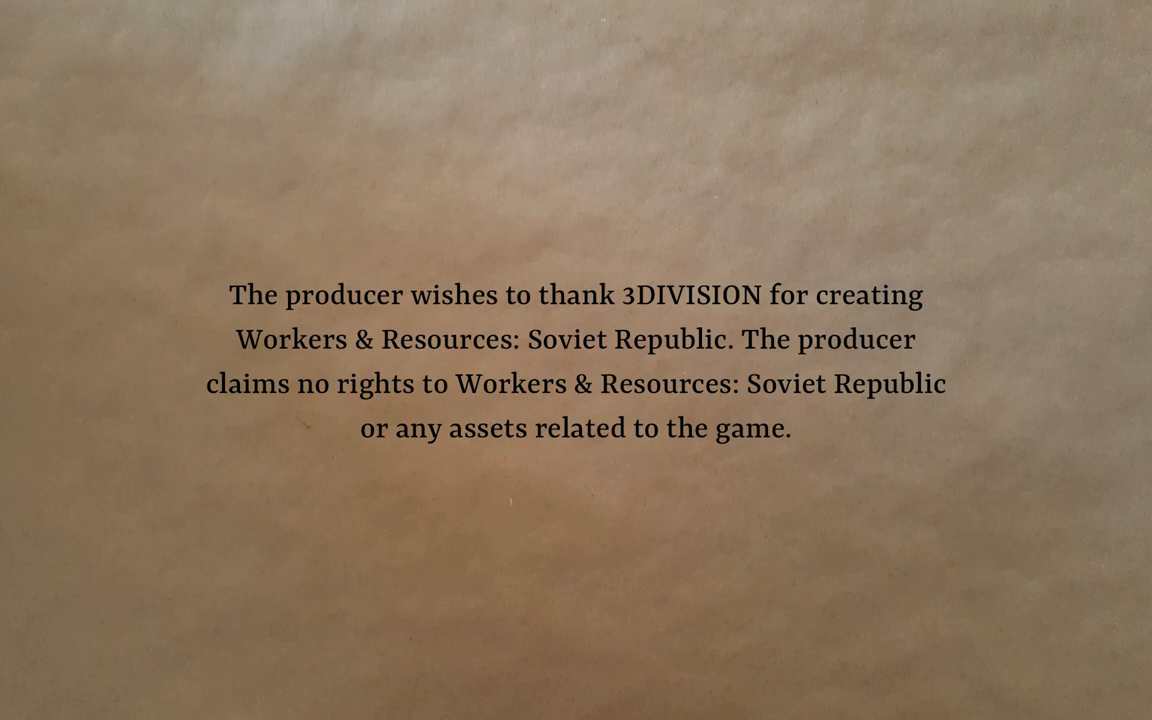 The producer wishes to thank 3DIVISION for creating
Workers & Resources: Soviet Republic. The producer
claims no rights to Workers & Resources: Soviet Republic
or any assets related to the game.